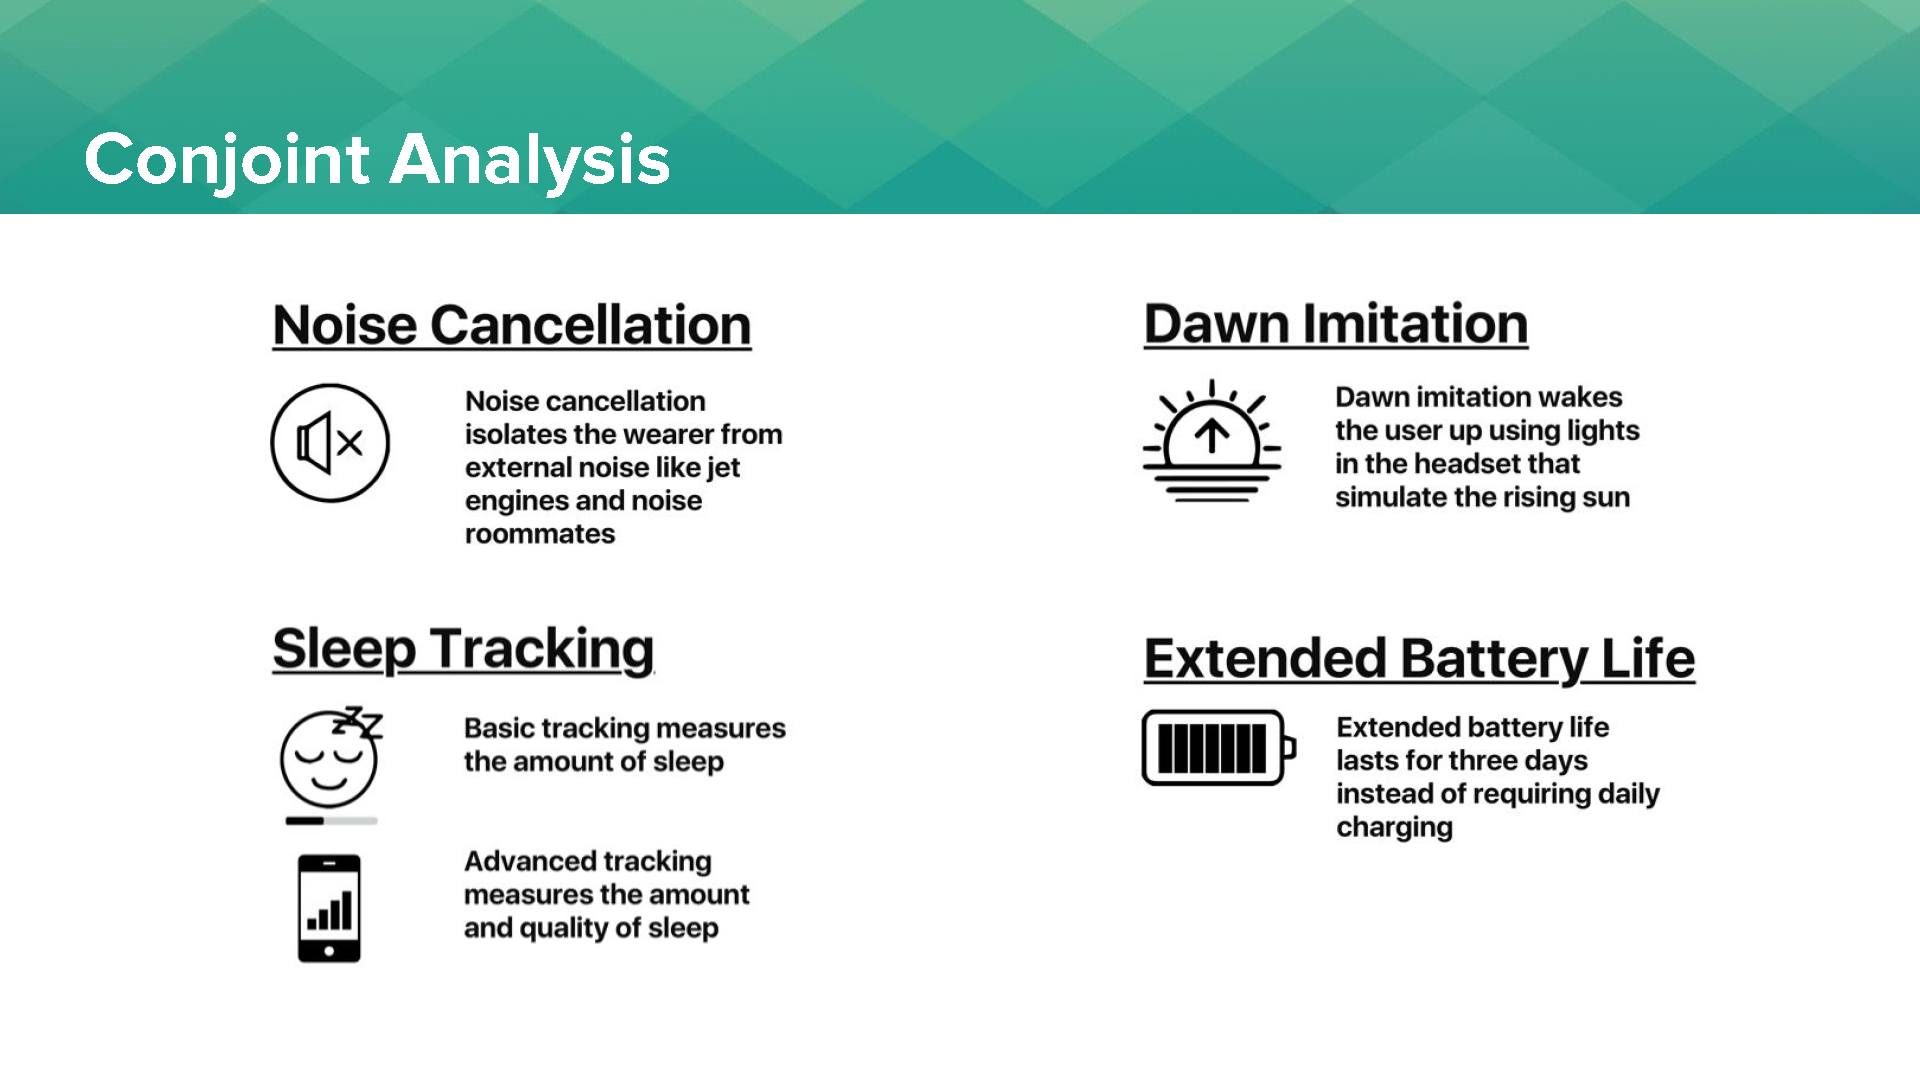 Conjoint Analysis
Noise Cancellation
Noise cancellation
isolates the wearer from
external noise like jet
engines and noise
roommates
Dawn Imitation
Dawn imitation wakes
the user up using lights
in the headset that
simulate the rising sun
Sleep Tracking
Basic tracking measures
the amount of sleep
Advanced tracking
measures the amount
and quality of sleep
Extended Battery Life
Extended battery life
lasts for three days
instead of requiring daily
charging